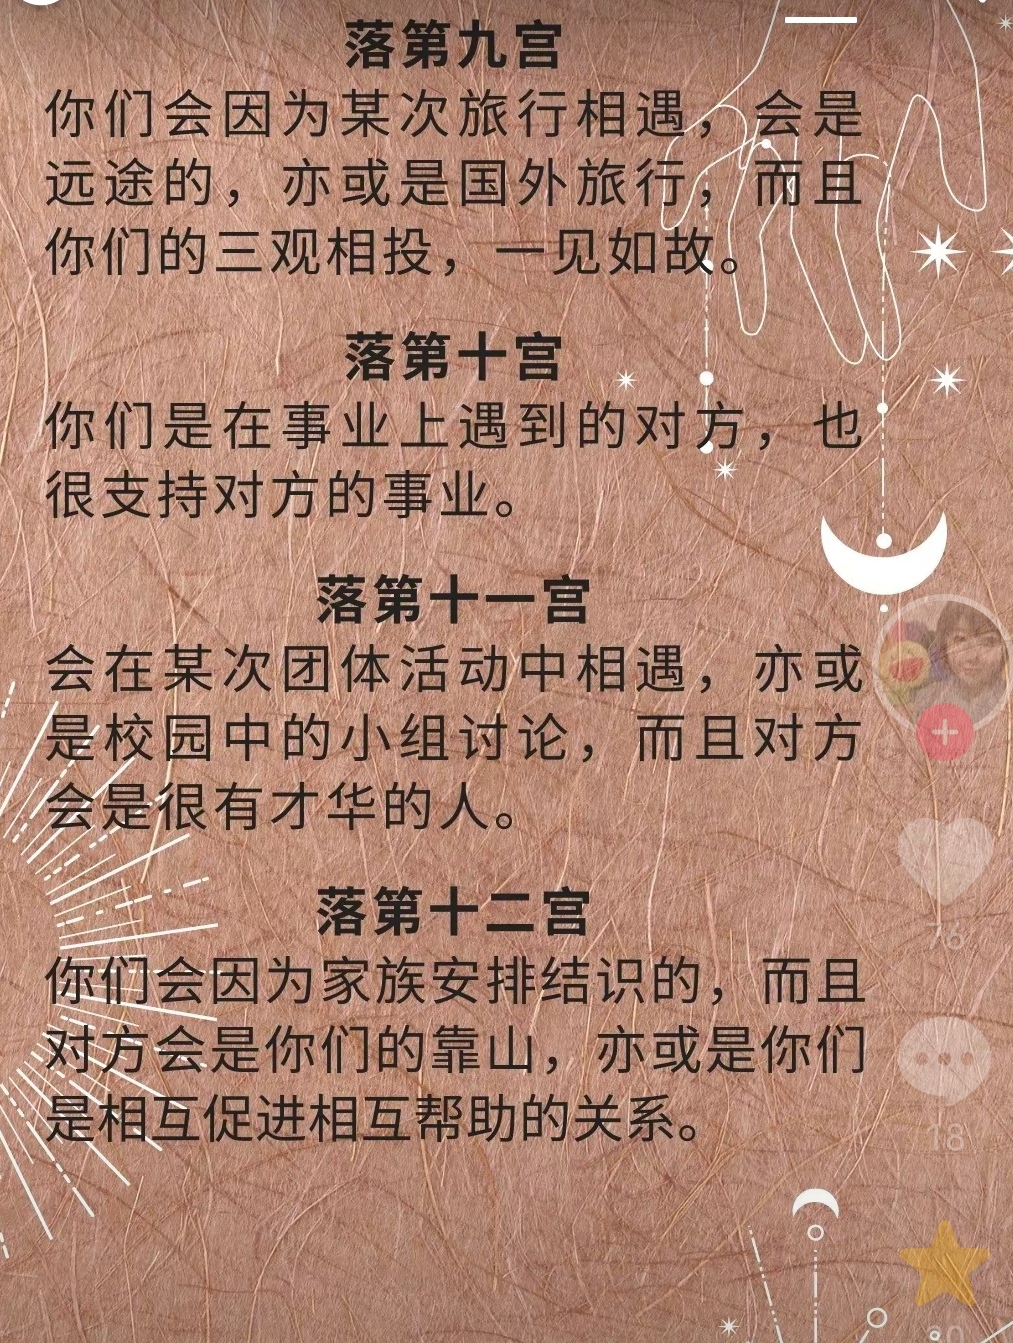 落第九宫
你们会因为某次旅行相遇，会是
远途的，亦或是国外旅行，而且
你们的三观相投，一见如故。
落第十宫
你们是在事业上遇到的对方，也
很支持对方的事业。
落第十一宫
会在某次团体活动中相遇，亦或
是校园中的小组讨论，而且对方
会是很有才华的人。
76
落第十二宫
你们会因为家族安排结识的，而且
对方会是你们的靠山，亦或是你们
是相互促进相互帮助的关系。
18